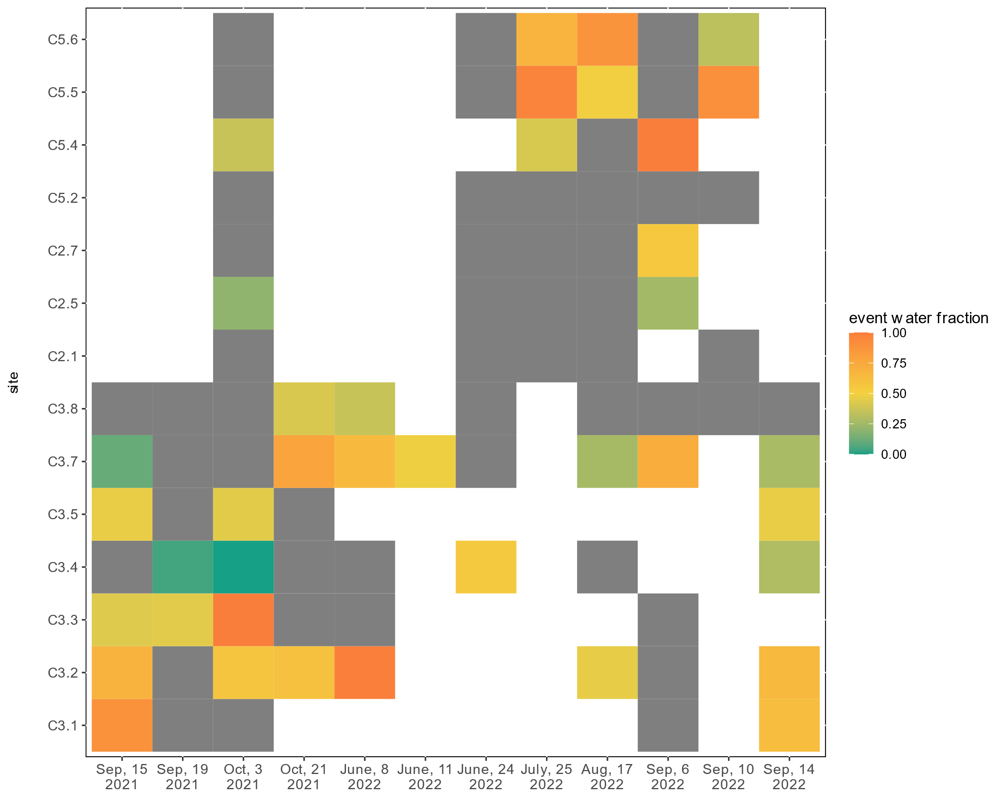 C5.6
C5.5
C5.4
C5.2
C2.7
C2.5
C2.1
C3.8
C3.7
C3.5
C3.4
C3.3
C3.2
C3.1
site
Sep, 15 2021
Sep, 19 2021
Oct, 3 2021
Oct, 21 2021
June, 8 2022
June, 11 2022
June, 24 2022
July, 25 2022
Aug, 17 2022
Sep, 6 2022
Sep, 10 2022
Sep, 14 2022
event water fraction
1.00
0.75
0.50
0.25
0.00